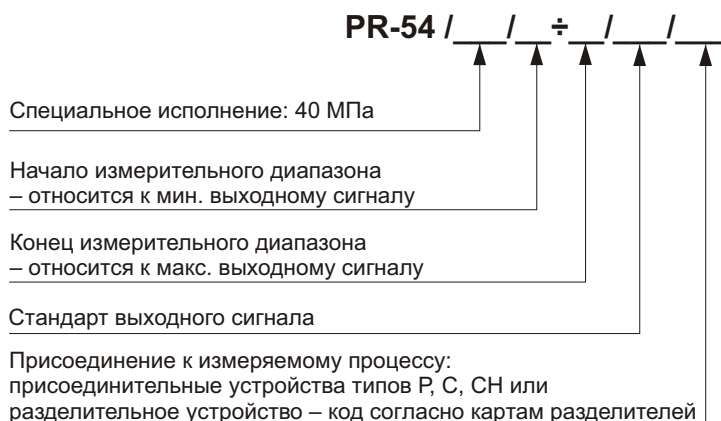 PR-54 /___/__÷__/___/___
Специальное исполнение: 40 МПа
Начало измерительного диапазона
– относится к мин. выходному сигналу
Конец измерительного диапазона
– относится к макс. выходному сигналу
Стандарт выходного сигнала
Присоединение к измеряемому процессу:
присоединительные устройства типов P, C, CH или
разделительное устройство – код согласно картам разделителей